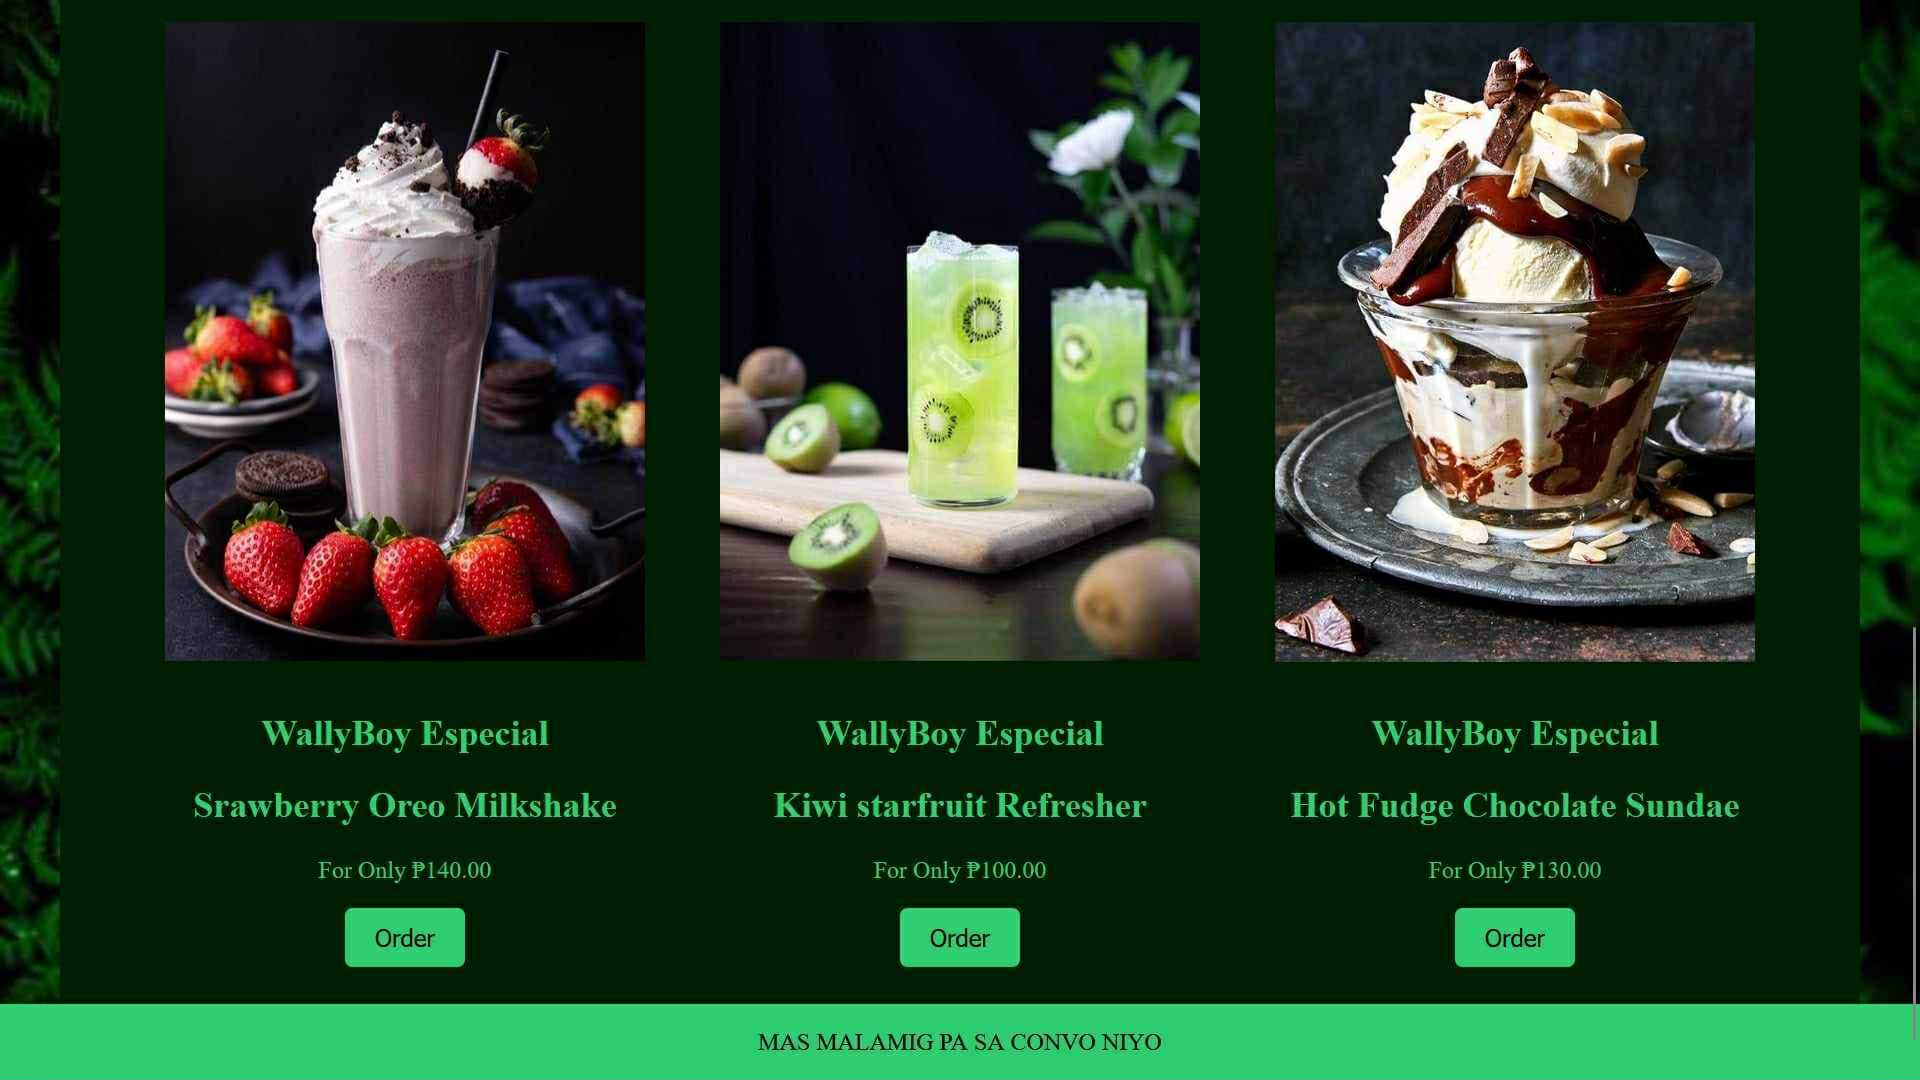 WallyBoy Especial
Srawberry Oreo Milkshake
For Only ₱140.00
Order
WallyBoy Especial
Kiwi starfruit Refresher
For Only ₱100.00
Order
WallyBoy Especial
Hot Fudge Chocolate Sundae
For Only ₱130.00
Order
MAS MALAMIG PA SA CONVO NIYO